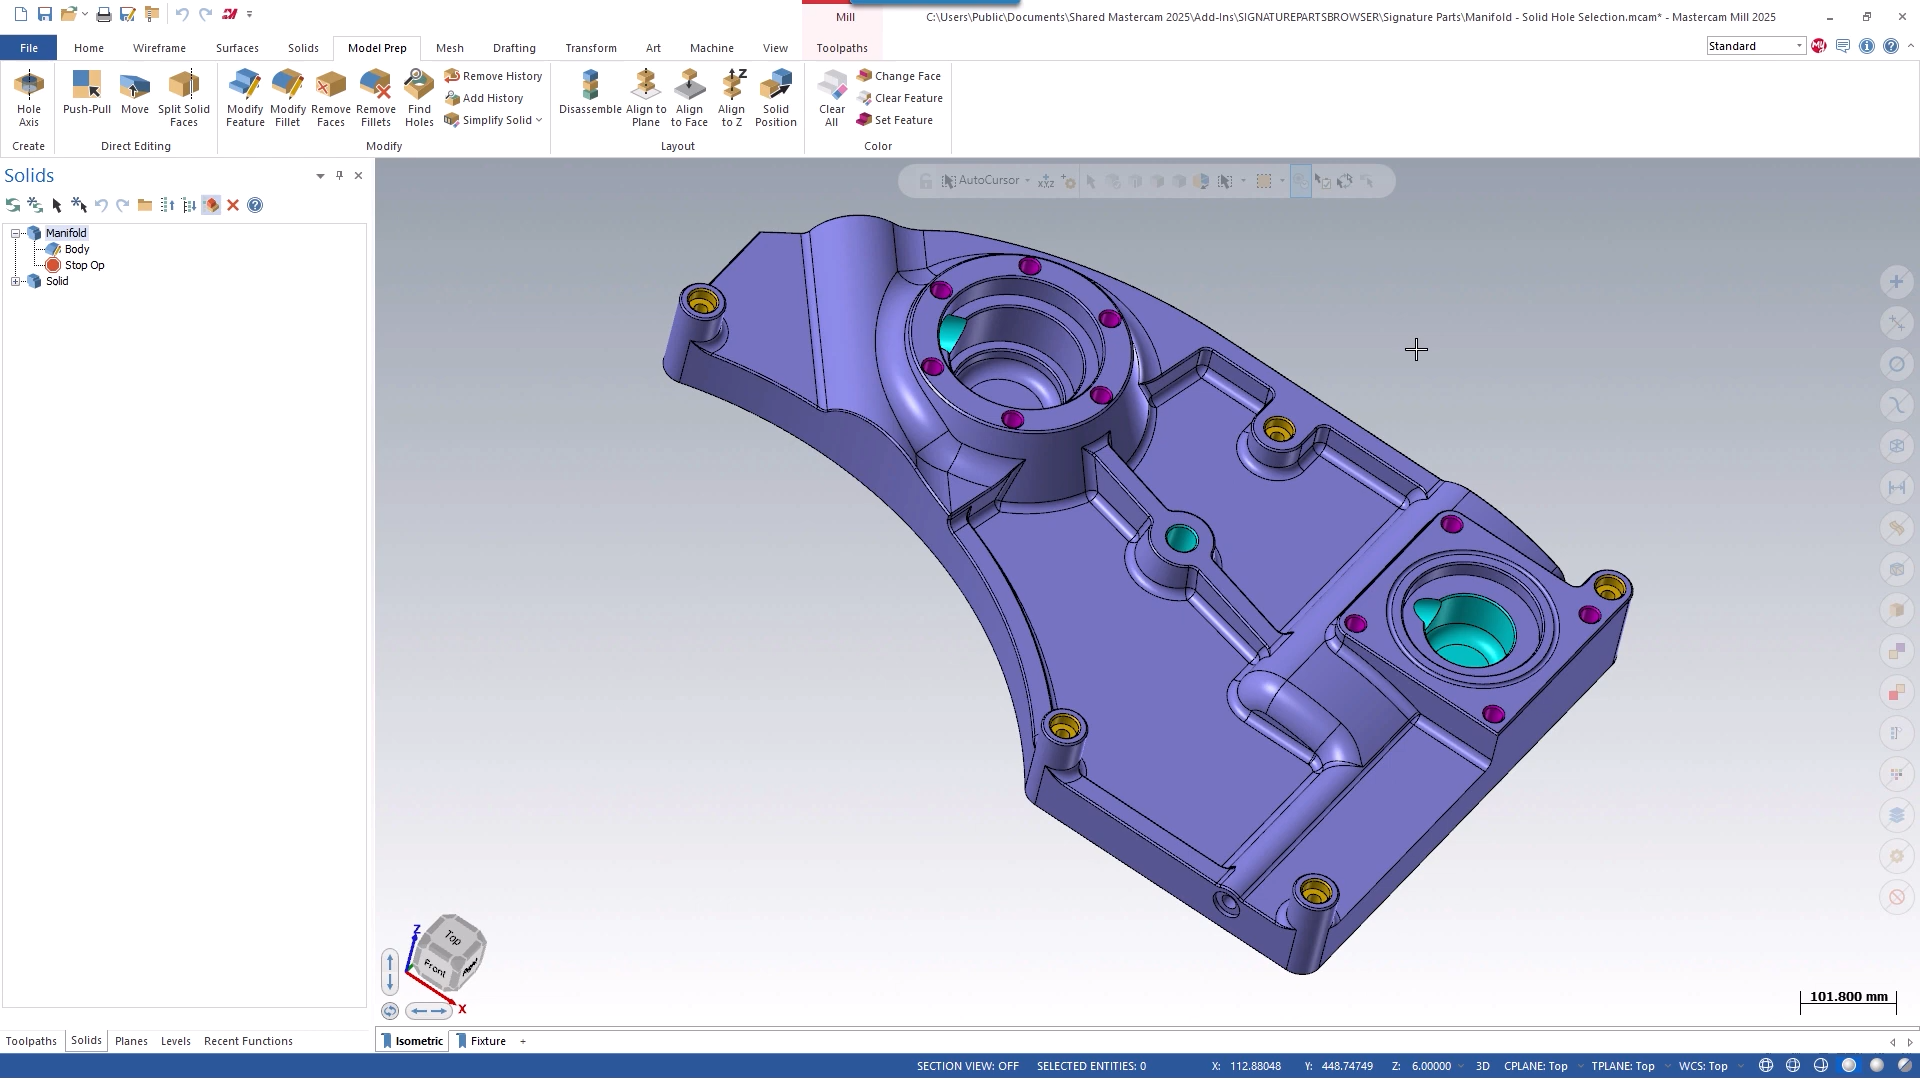 Mill
C:\Users\Public\Documents\Shared Mastercam 2025\Add-Ins\SIGNATUREPARTSBROWSER\Signature Parts\Manifold - Solid Hole Selection.mcam* - Mastercam Mill 2025
File Home Wireframe Surfaces Solids Model Prep Mesh Drafting Transform Art Machine View Toolpaths
Standard
Hole Axis
Push-Pull
Move
Split Solid Faces
Modify Feature
Modify Fillet
Remove Faces
Remove Fillets
Find Holes
Remove History
Add History
Simplify Solid
Disassemble
Align to Plane
Align to Face
Align to Z
Solid Position
Clear All
Change Face
Clear Feature
Set Feature
Create
Direct Editing
Modify
Layout
Color
Solids
AutoCursor
Manifold
Body
Stop Op
Solid
Z
Top
Front
X
101.800 mm
Toolpaths Solids Planes Levels Recent Functions
Isometric Fixture +
SECTION VIEW: OFF SELECTED ENTITIES: 0 X: 112.88048 Y: 448.74749 Z: 6.00000 3D CPLANE: Top TPLANE: Top WCS: Top